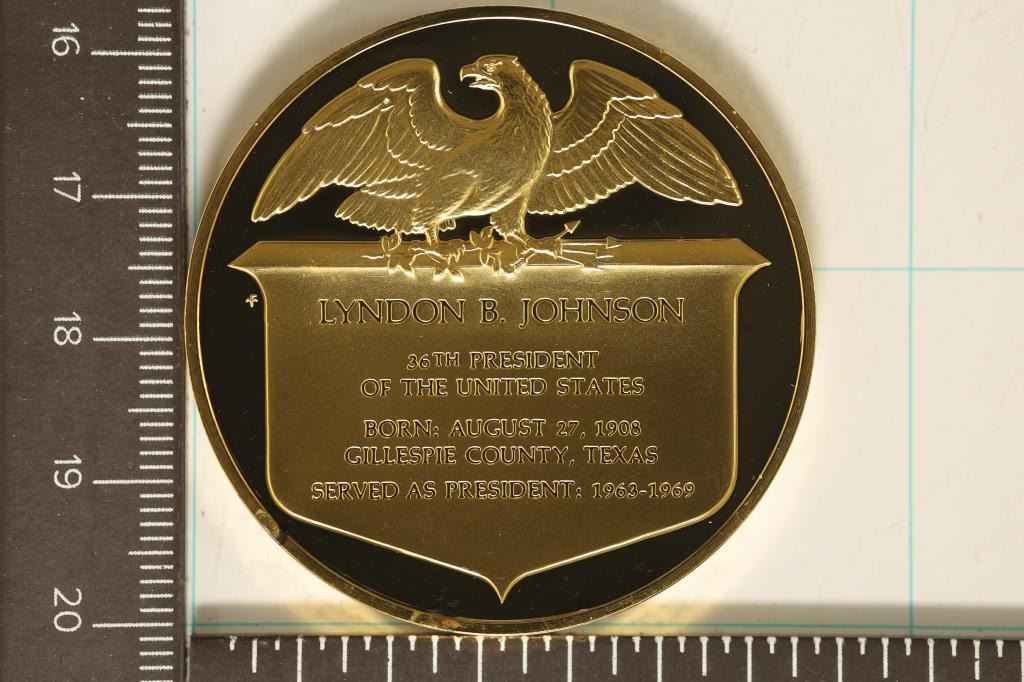 16
17
18
19
20
LYNDON B. JOHNSON
36TH PRESIDENT
OF THE UNITED STATES
BORN: AUGUST 27, 1908
GILLESPIE COUNTY, TEXAS
SERVED AS PRESIDENT: 1963-1969